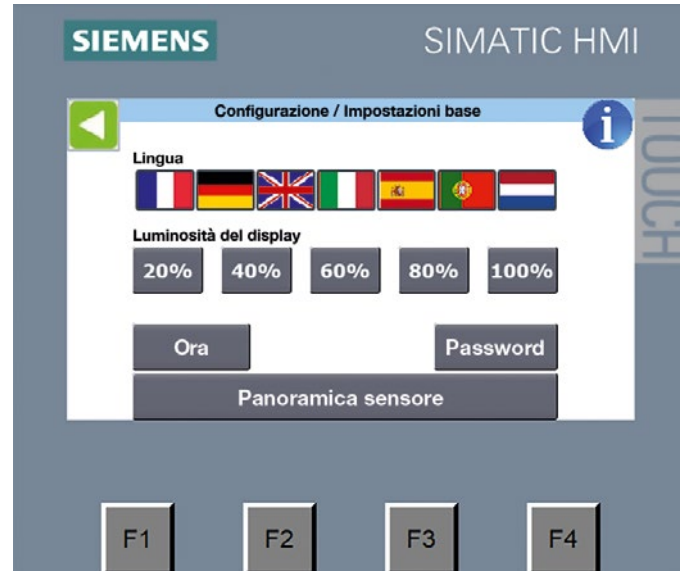 SIEMENS
SIMATIC HMI
TOUCH
Configurazione / Impostazioni base
i
Lingua
Luminosità del display
20% 40% 60% 80% 100%
Ora Password
Panoramica sensore
F1 F2 F3 F4